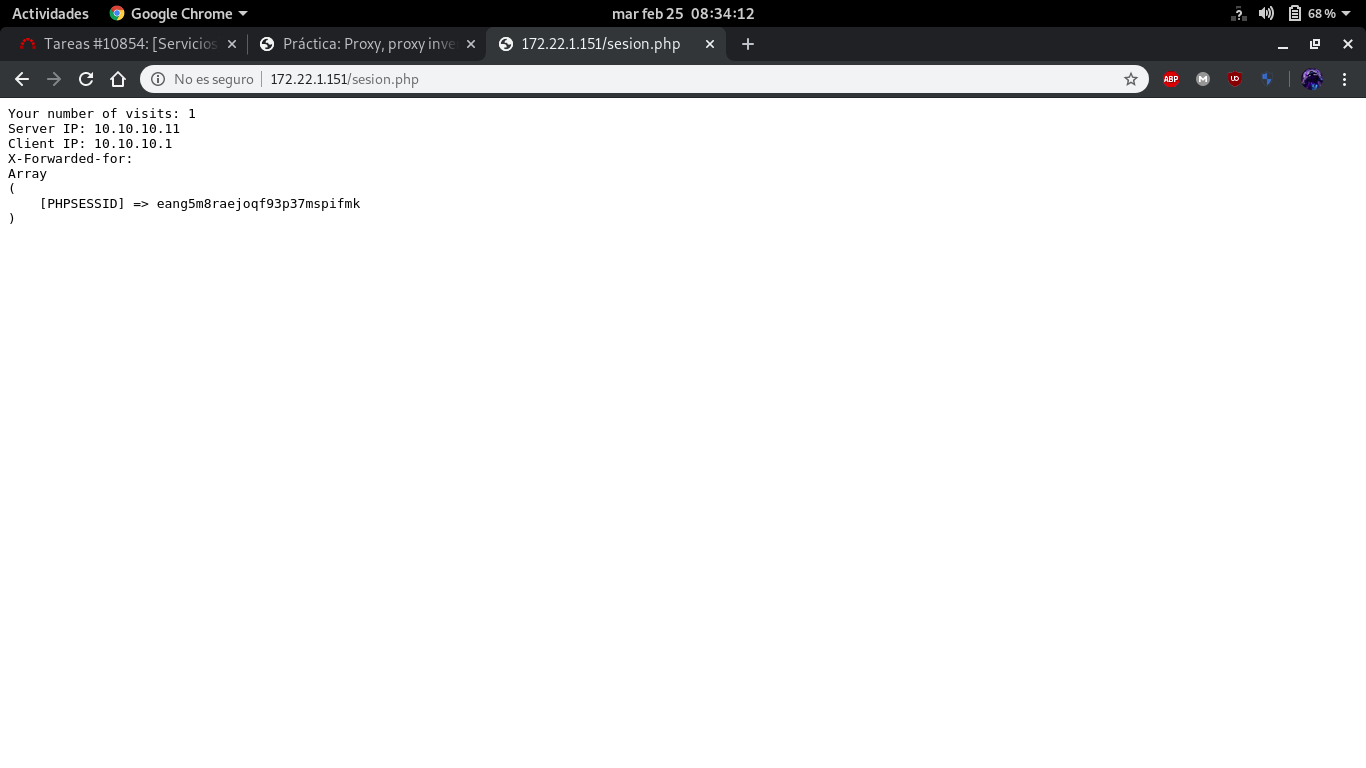 Actividades Google Chrome mar feb 25 08:34:12 68 %
Tareas #10854: [Servicios Práctica: Proxy, proxy inve 172.22.1.151/sesion.php
No es seguro 172.22.1.151/sesion.php ABP M UO
Your number of visits: 1
Server IP: 10.10.10.11
Client IP: 10.10.10.1
X-Forwarded-for:
Array
(
[PHPSESSID] => eang5m8raejoqf93p37mspifmk
)